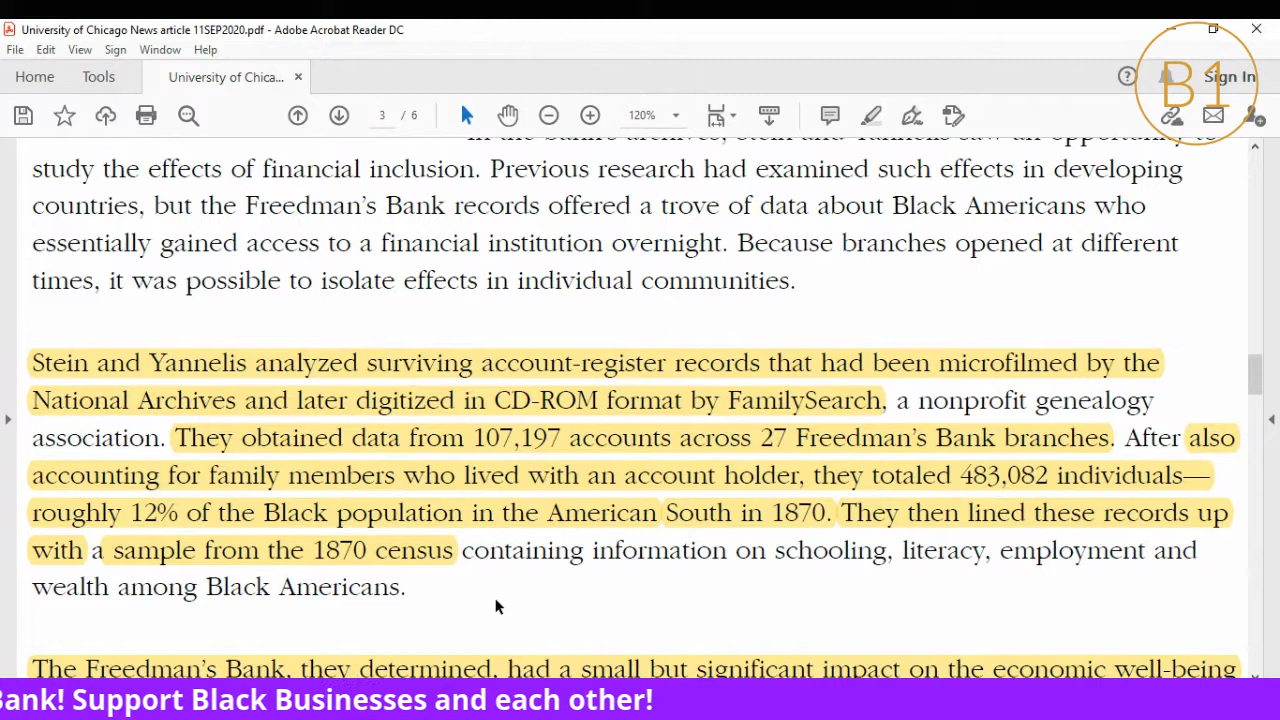 University of Chicago News article 11SEP2020.pdf - Adobe Acrobat Reader DC
File Edit View Sign Window Help
Home Tools University of Chica... × Sign In
B1
3 / 6 120%
study the effects of financial inclusion. Previous research had examined such effects in developing
countries, but the Freedman's Bank records offered a trove of data about Black Americans who
essentially gained access to a financial institution overnight. Because branches opened at different
times, it was possible to isolate effects in individual communities.
Stein and Yannelis analyzed surviving account-register records that had been microfilmed by the
National Archives and later digitized in CD-ROM format by FamilySearch, a nonprofit genealogy
association. They obtained data from 107,197 accounts across 27 Freedman's Bank branches. After also
accounting for family members who lived with an account holder, they totaled 483,082 individuals—
roughly 12% of the Black population in the American South in 1870. They then lined these records up
with a sample from the 1870 census containing information on schooling, literacy, employment and
wealth among Black Americans.
The Freedman's Bank, they determined, had a small but significant impact on the economic well-being
Bank! Support Black Businesses and each other!